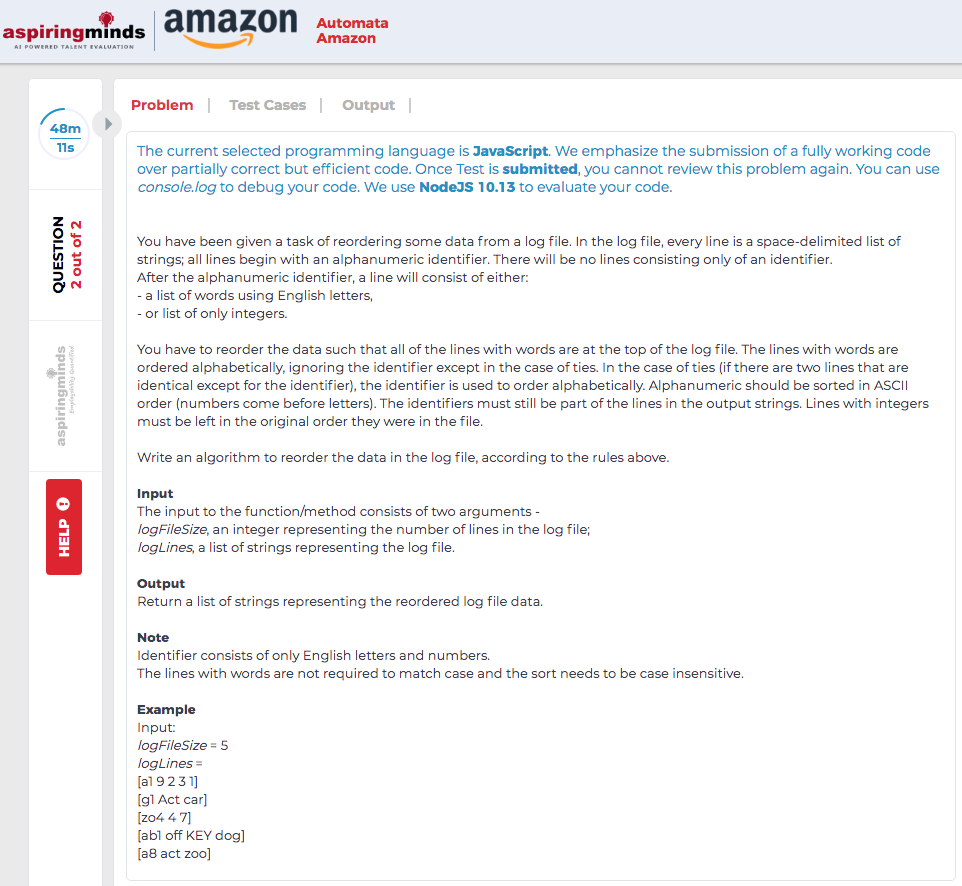 aspiringminds
AI POWERED TALENT EVALUATION
amazon
Automata
Amazon
48m
11s
QUESTION
2 out of 2
aspiringminds
Employability Quantified
HELP
Problem | Test Cases | Output |
The current selected programming language is JavaScript. We emphasize the submission of a fully working code
over partially correct but efficient code. Once Test is submitted, you cannot review this problem again. You can use
console.log to debug your code. We use NodeJS 10.13 to evaluate your code.
You have been given a task of reordering some data from a log file. In the log file, every line is a space-delimited list of
strings; all lines begin with an alphanumeric identifier. There will be no lines consisting only of an identifier.
After the alphanumeric identifier, a line will consist of either:
- a list of words using English letters,
- or list of only integers.
You have to reorder the data such that all of the lines with words are at the top of the log file. The lines with words are
ordered alphabetically, ignoring the identifier except in the case of ties. In the case of ties (if there are two lines that are
identical except for the identifier), the identifier is used to order alphabetically. Alphanumeric should be sorted in ASCII
order (numbers come before letters). The identifiers must still be part of the lines in the output strings. Lines with integers
must be left in the original order they were in the file.
Write an algorithm to reorder the data in the log file, according to the rules above.
Input
The input to the function/method consists of two arguments -
logFileSize, an integer representing the number of lines in the log file;
logLines, a list of strings representing the log file.
Output
Return a list of strings representing the reordered log file data.
Note
Identifier consists of only English letters and numbers.
The lines with words are not required to match case and the sort needs to be case insensitive.
Example
Input:
logFileSize = 5
logLines =
[a1 9 2 3 1]
[g1 Act car]
[zo4 4 7]
[ab1 off KEY dog]
[a8 act zoo]